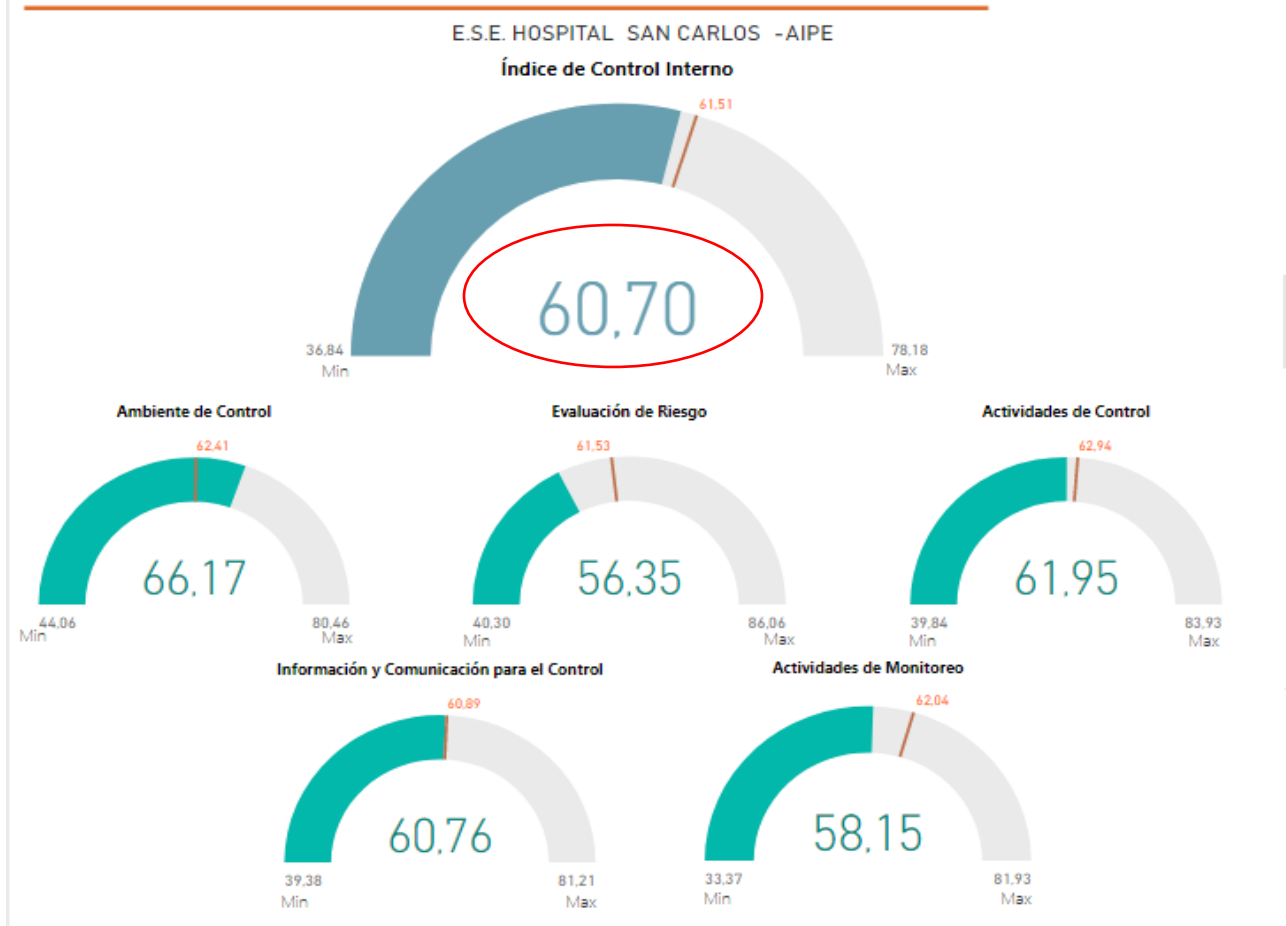 E.S.E. HOSPITAL SAN CARLOS -AIPE
Índice de Control Interno
61,51
60,70
36,84
Min
78,18
Max
Ambiente de Control
62,41
66,17
44,06
Min
80,46
Max
Evaluación de Riesgo
61,53
56,35
40,30
Min
86,06
Max
Actividades de Control
62,94
61,95
39,84
Min
83,93
Max
Información y Comunicación para el Control
60,89
60,76
39,38
Min
81,21
Max
Actividades de Monitoreo
62,04
58,15
33,37
Min
81,93
Max